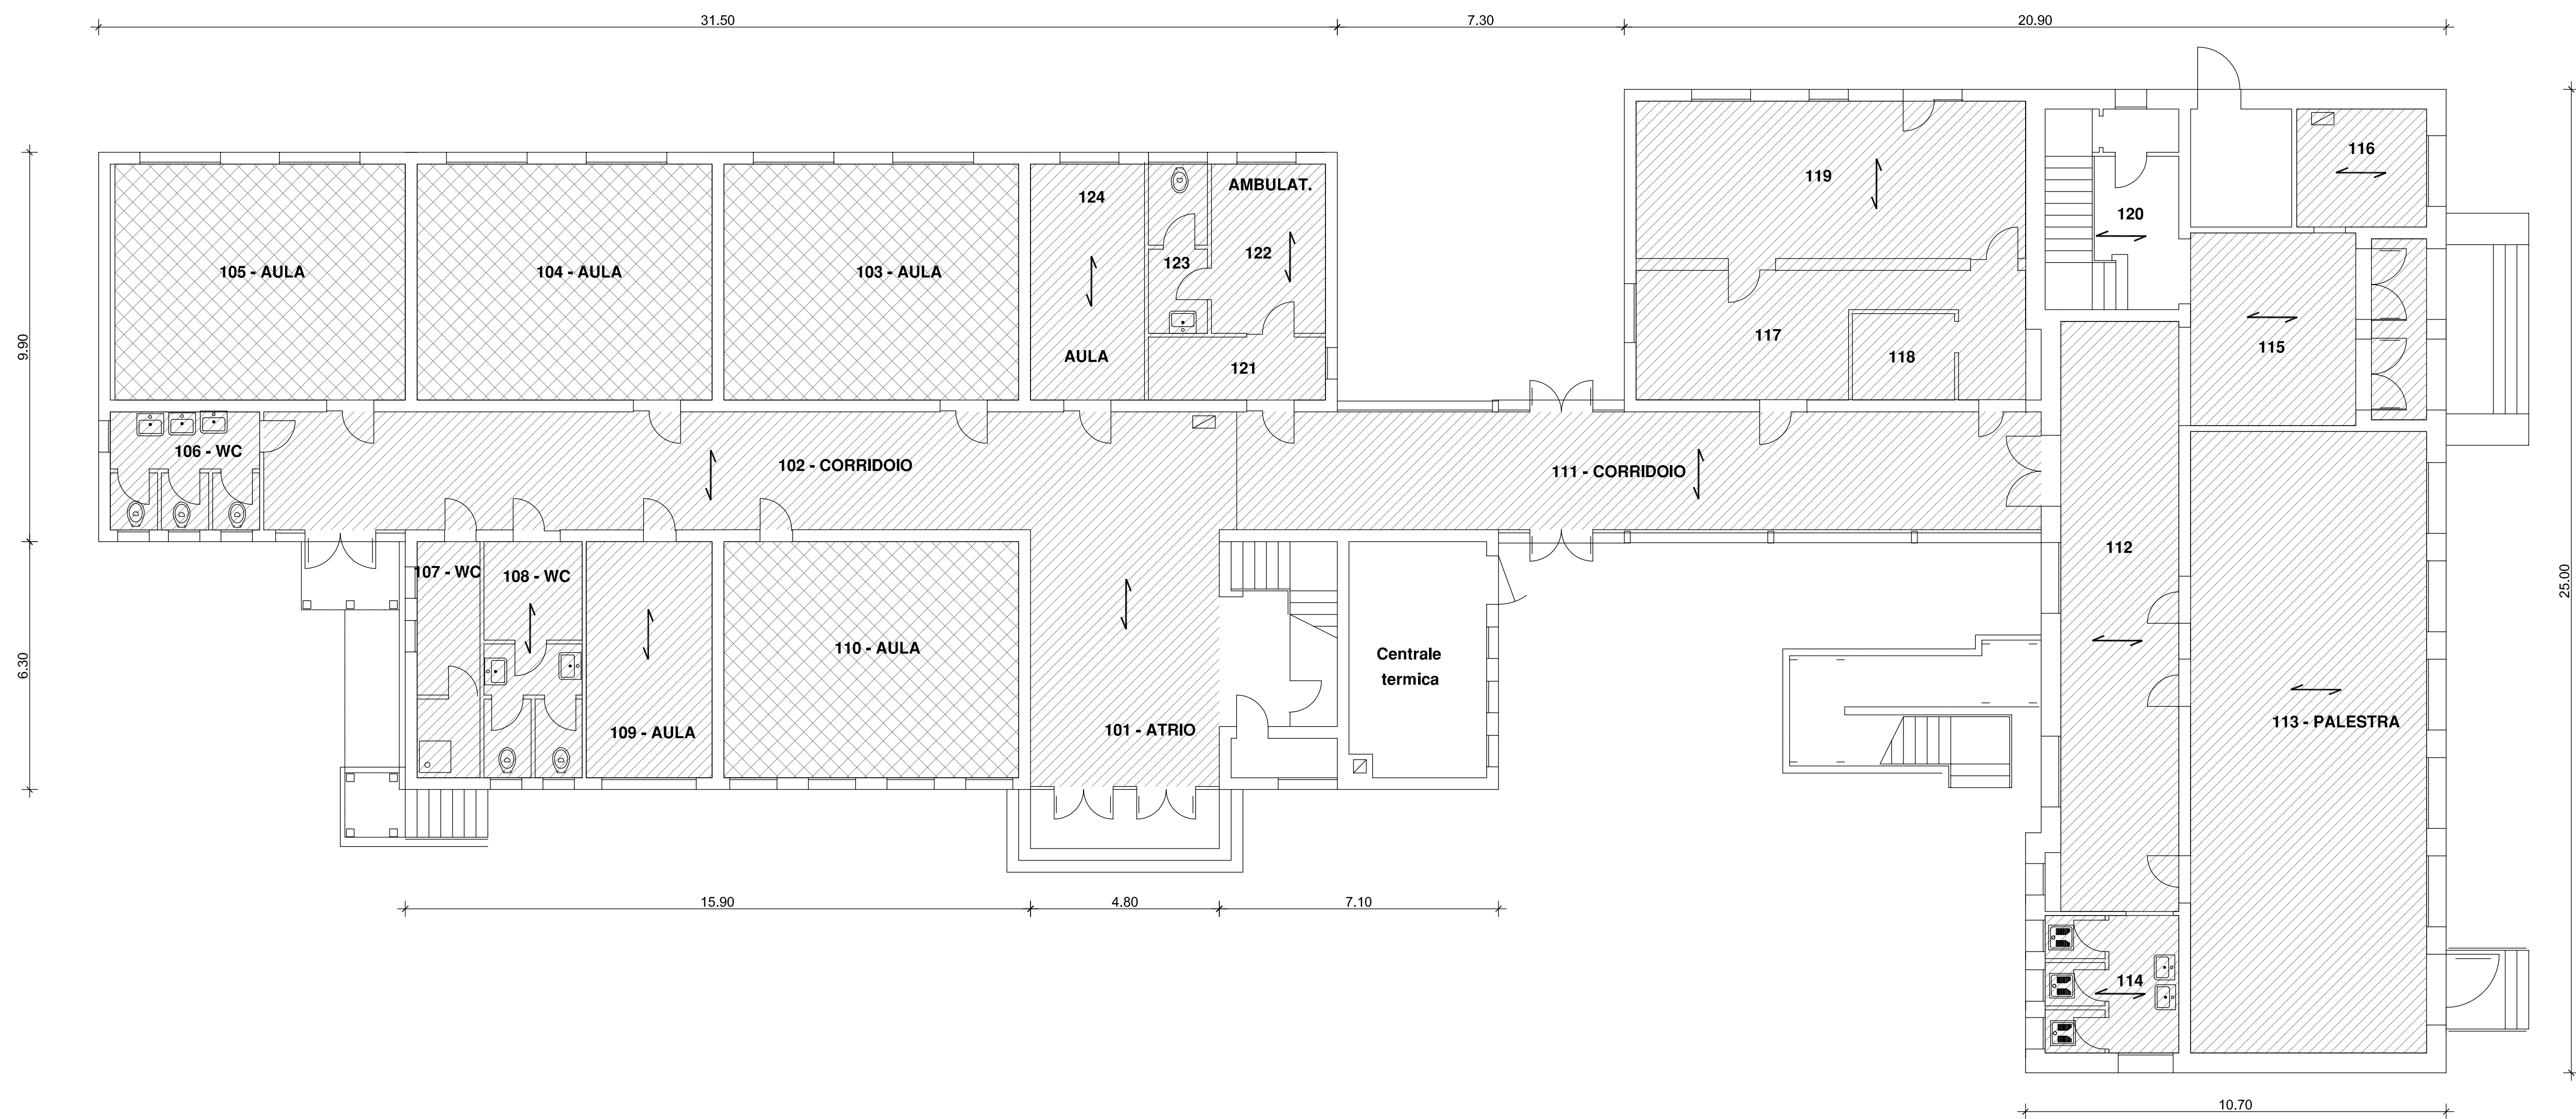 31.50
7.30
20.90
116
119
AMBULAT.
124
120
122
123
105 - AULA
104 - AULA
103 - AULA
117
115
9.90
AULA
118
121
106 - WC
102 - CORRIDOIO
111 - CORRIDOIO
112
107 - WC
108 - WC
25.00
110 - AULA
Centrale
termica
6.30
109 - AULA
101 - ATRIO
113 - PALESTRA
15.90
4.80
7.10
114
10.70